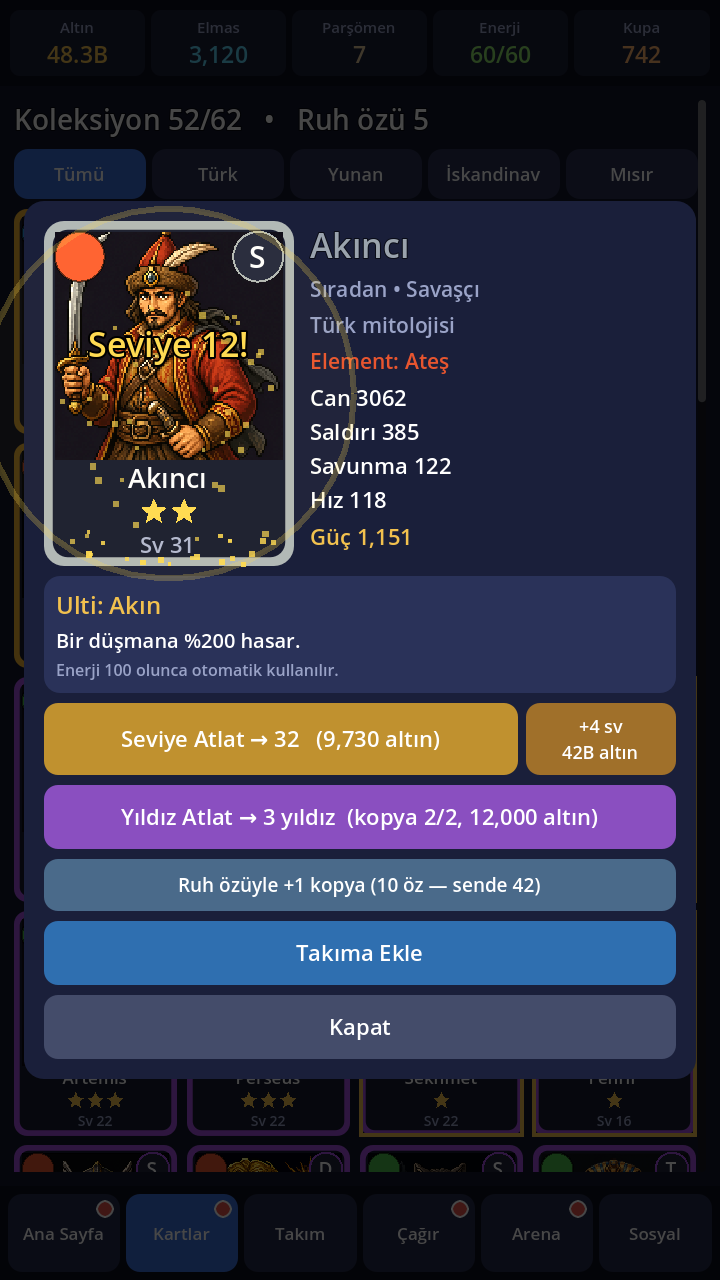 Altın
Elmas
Parşömen
Enerji
Kupa
48.3B
3,120
7
60/60
742
Koleksiyon 52/62 • Ruh özü 5
Tümü
Türk
Yunan
İskandinav
Mısır
S
Seviye 12!
Akıncı
Sv 31
Akıncı
Sıradan • Savaşçı
Türk mitolojisi
Element: Ateş
Can 3062
Saldırı 385
Savunma 122
Hız 118
Güç 1,151
Ulti: Akın
Bir düşmana %200 hasar.
Enerji 100 olunca otomatik kullanılır.
Seviye Atlat → 32 (9,730 altın)
+4 sv
42B altın
Yıldız Atlat → 3 yıldız (kopya 2/2, 12,000 altın)
Ruh özüyle +1 kopya (10 öz — sende 42)
Takıma Ekle
Kapat
Artemis
Perseus
Sekhmet
Fenrir
Sv 22
Sv 22
Sv 22
Sv 16
S
D
S
T
Ana Sayfa
Kartlar
Takım
Çağır
Arena
Sosyal